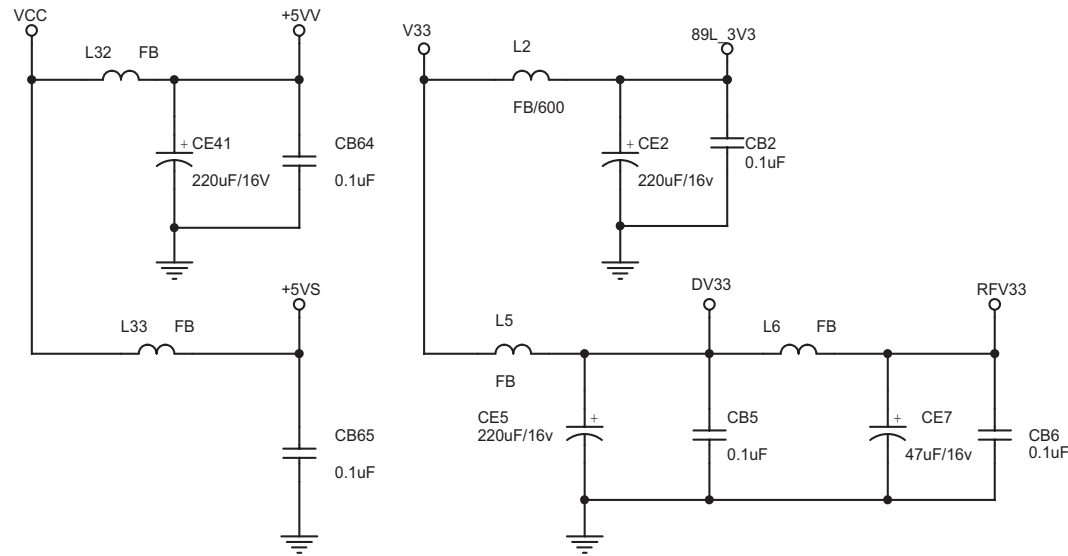 VCC
+5VV
L32 FB
+ CE41
220uF/16V
CB64
0.1uF
+5VS
L33 FB
CB65
0.1uF
V33
L2
89L_3V3
FB/600
+ CE2
220uF/16v
CB2
0.1uF
DV33
RFV33
L5
FB
L6 FB
CE5 +
220uF/16v
CB5
0.1uF
+ CE7
47uF/16v
CB6
0.1uF